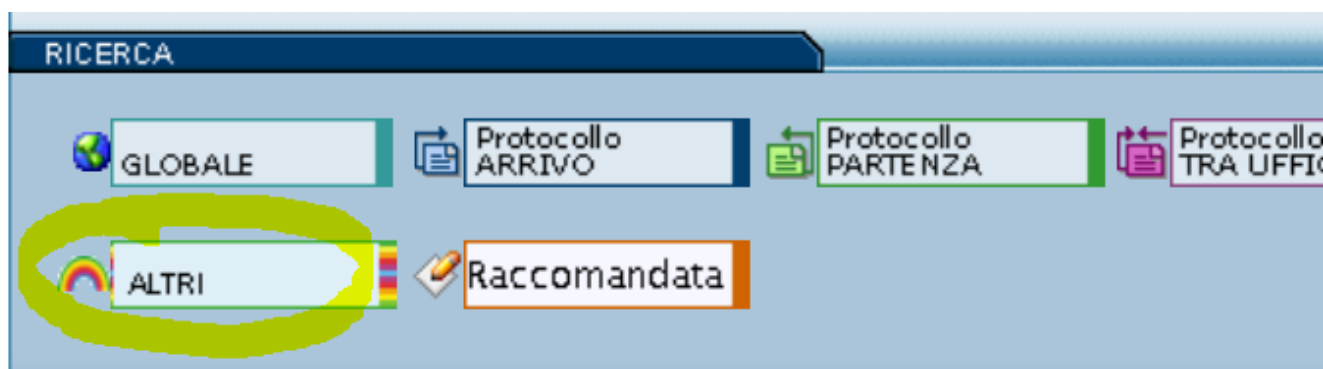 RICERCA
GLOBALE
Protocollo
ARRIVO
Protocollo
PARTENZA
Protocollo
TRA UFFIC
ALTRI
Raccomandata